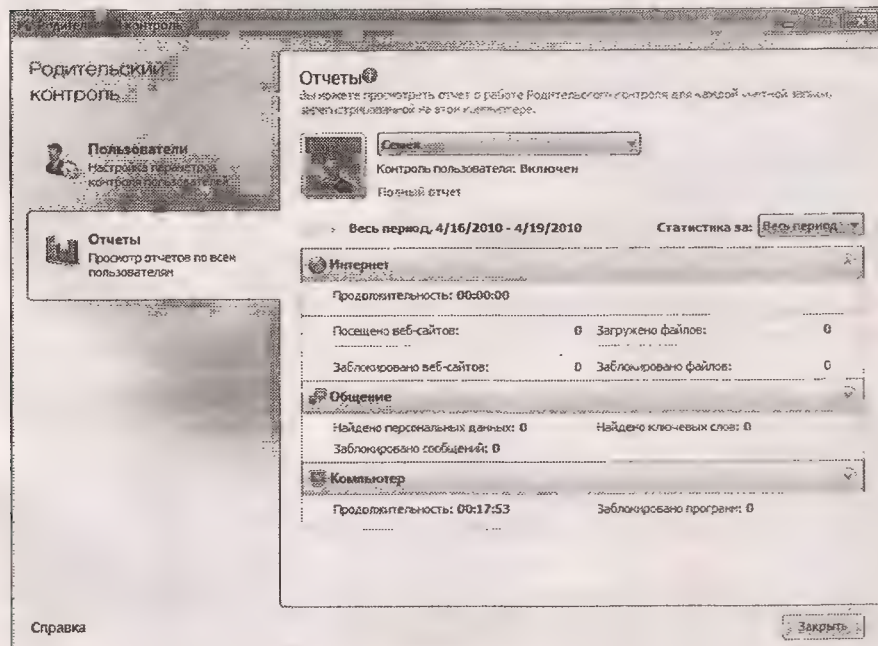 Родительский контроль
Родительский
контроль
Пользователи
Настройка параметров
контроля пользователей
Отчеты
Просмотр отчетов по всем
пользователям
Справка
Отчеты
Вы можете просмотреть отчет о работе Родительского контроля для каждой учетной записи,
зарегистрированной на этом компьютере.
Семен
Контроль пользователя: Включен
Полный отчет
Весь период, 4/16/2010 - 4/19/2010 Статистика за: Весь период
Интернет
Продолжительность: 00:00:00
Посещено веб-сайтов: 0 Загружено файлов: 0
Заблокировано веб-сайтов: 0 Заблокировано файлов: 0
Общение
Найдено персональных данных: 0 Найдено ключевых слов: 0
Заблокировано сообщений: 0
Компьютер
Продолжительность: 00:17:53 Заблокировано программ: 0
Закрыть